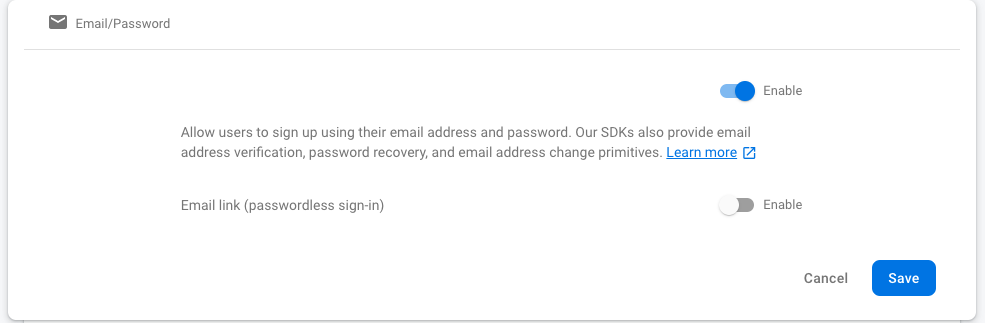 Email/Password
Enable
Allow users to sign up using their email address and password. Our SDKs also provide email
address verification, password recovery, and email address change primitives. Learn more
Email link (passwordless sign-in)
Enable
Cancel
Save